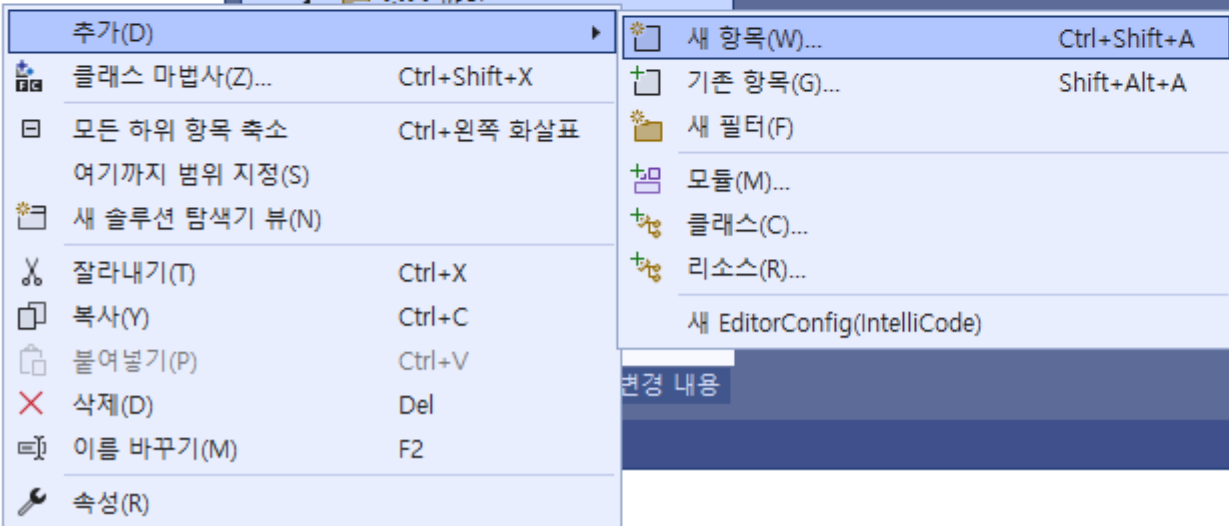 추가(D)
클래스 마법사(Z)... Ctrl+Shift+X
모든 하위 항목 축소 Ctrl+왼쪽 화살표
여기까지 범위 지정(S)
새 솔루션 탐색기 뷰(N)
잘라내기(T) Ctrl+X
복사(Y) Ctrl+C
붙여넣기(P) Ctrl+V
삭제(D) Del
이름 바꾸기(M) F2
속성(R)
새 항목(W)... Ctrl+Shift+A
기존 항목(G)... Shift+Alt+A
새 필터(F)
모듈(M)...
클래스(C)...
리소스(R)...
새 EditorConfig(IntelliCode)
변경 내용